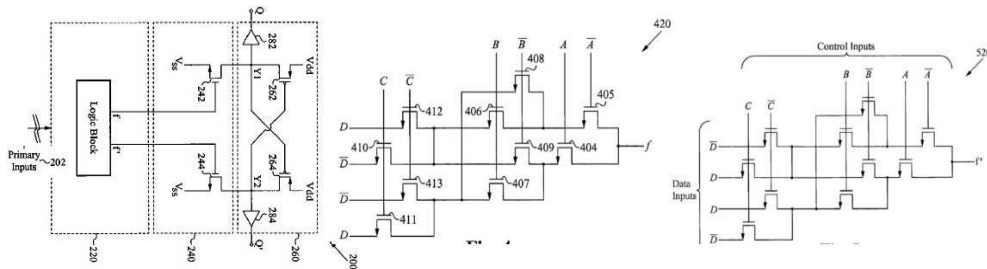 Q
282
Vss
Y1
Vdd
242
262
Logic Block
f
f'
Primary Inputs
202
244
264
Vss
Y2
Vdd
284
Q'
220
240
260
200
420
B B̅ A A̅
408
C C̅
405
412
406
D
410
409
404
f
D̅
413
407
D̅
411
D
Control Inputs
520
B B̅ A A̅
C C̅
D̅
D
f'
Data Inputs
D
D̅